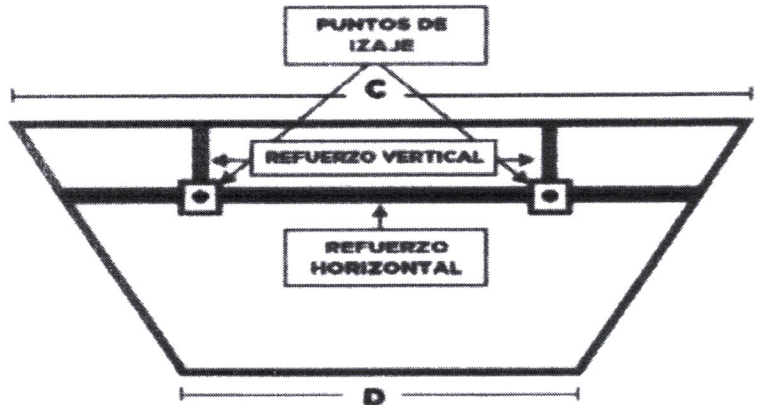 PUNTOS DE
IZAJE
C
REFUERZO VERTICAL
REFUERZO
HORIZONTAL
D